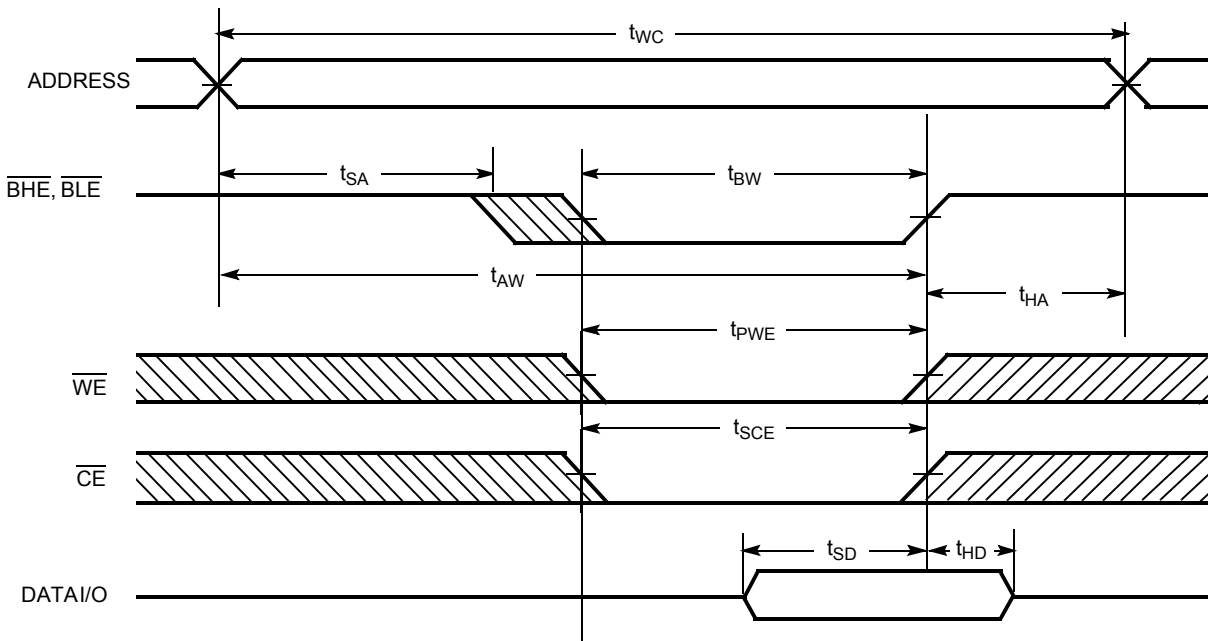 tWC
ADDRESS
tSA
tBW
BHE, BLE
tAW
tHA
tPWE
WE
tSCE
CE
tSD
tHD
DATAI/O